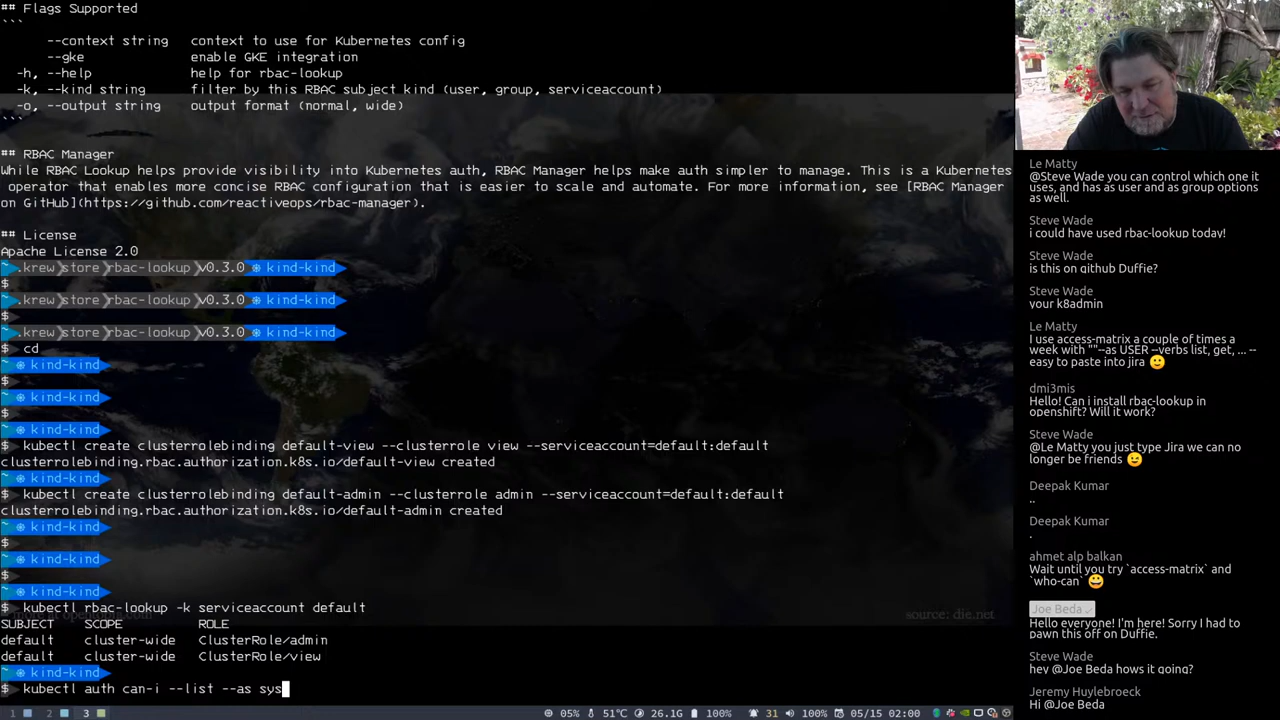 ## Flags Supported
```
--context string   context to use for Kubernetes config
--gke   enable GKE integration
-h, --help   help for rbac-lookup
-k, --kind string   filter by this RBAC subject kind (user, group, serviceaccount)
-o, --output string   output format (normal, wide)
```
## RBAC Manager
While RBAC Lookup helps provide visibility into Kubernetes auth, RBAC Manager helps make auth simpler to manage. This is a Kubernetes
operator that enables more concise RBAC configuration that is easier to scale and automate. For more information, see [RBAC Manager
on GitHub](https://github.com/reactiveops/rbac-manager).
## License
Apache License 2.0
~ .krew store rbac-lookup v0.3.0 ⎈ kind-kind
$
~ .krew store rbac-lookup v0.3.0 ⎈ kind-kind
$
~ .krew store rbac-lookup v0.3.0 ⎈ kind-kind
$ cd
~ ⎈ kind-kind
$
~ ⎈ kind-kind
$
~ ⎈ kind-kind
$ kubectl create clusterrolebinding default-view --clusterrole view --serviceaccount=default:default
clusterrolebinding.rbac.authorization.k8s.io/default-view created
~ ⎈ kind-kind
$ kubectl create clusterrolebinding default-admin --clusterrole admin --serviceaccount=default:default
clusterrolebinding.rbac.authorization.k8s.io/default-admin created
~ ⎈ kind-kind
$
~ ⎈ kind-kind
$
~ ⎈ kind-kind
$ kubectl rbac-lookup -k serviceaccount default
source: die.net
SUBJECT   SCOPE   ROLE
default   cluster-wide   ClusterRole/admin
default   cluster-wide   ClusterRole/view
~ ⎈ kind-kind
$ kubectl auth can-i --list --as sys
1 2 3
05% 51°C 26.1G 100% 31 100% 05/15 02:00
Le Matty
@Steve Wade you can control which one it
uses, and has as user and as group options
as well.
Steve Wade
i could have used rbac-lookup today!
Steve Wade
is this on github Duffie?
Steve Wade
your k8admin
Le Matty
I use access-matrix a couple of times a
week with ""--as USER --verbs list, get, ... --
easy to paste into jira 🙂
dmi3mis
Hello! Can i install rbac-lookup in
openshift? Will it work?
Steve Wade
@Le Matty you just type Jira we can no
longer be friends 😉
Deepak Kumar
..
Deepak Kumar
.
ahmet alp balkan
Wait until you try `access-matrix` and
`who-can` 😀
Joe Beda ✓
Hello everyone! I'm here! Sorry I had to
pawn this off on Duffie.
Steve Wade
hey @Joe Beda hows it going?
Jeremy Huylebroeck
Hi @Joe Beda